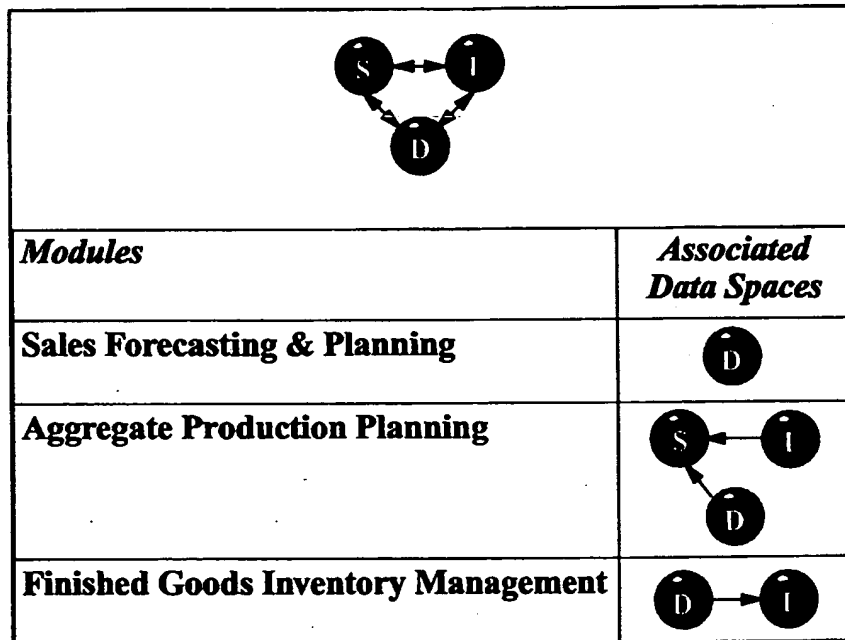 S I
D
Modules
Associated
Data Spaces
Sales Forecasting & Planning
D
Aggregate Production Planning
S I
D
Finished Goods Inventory Management
D I